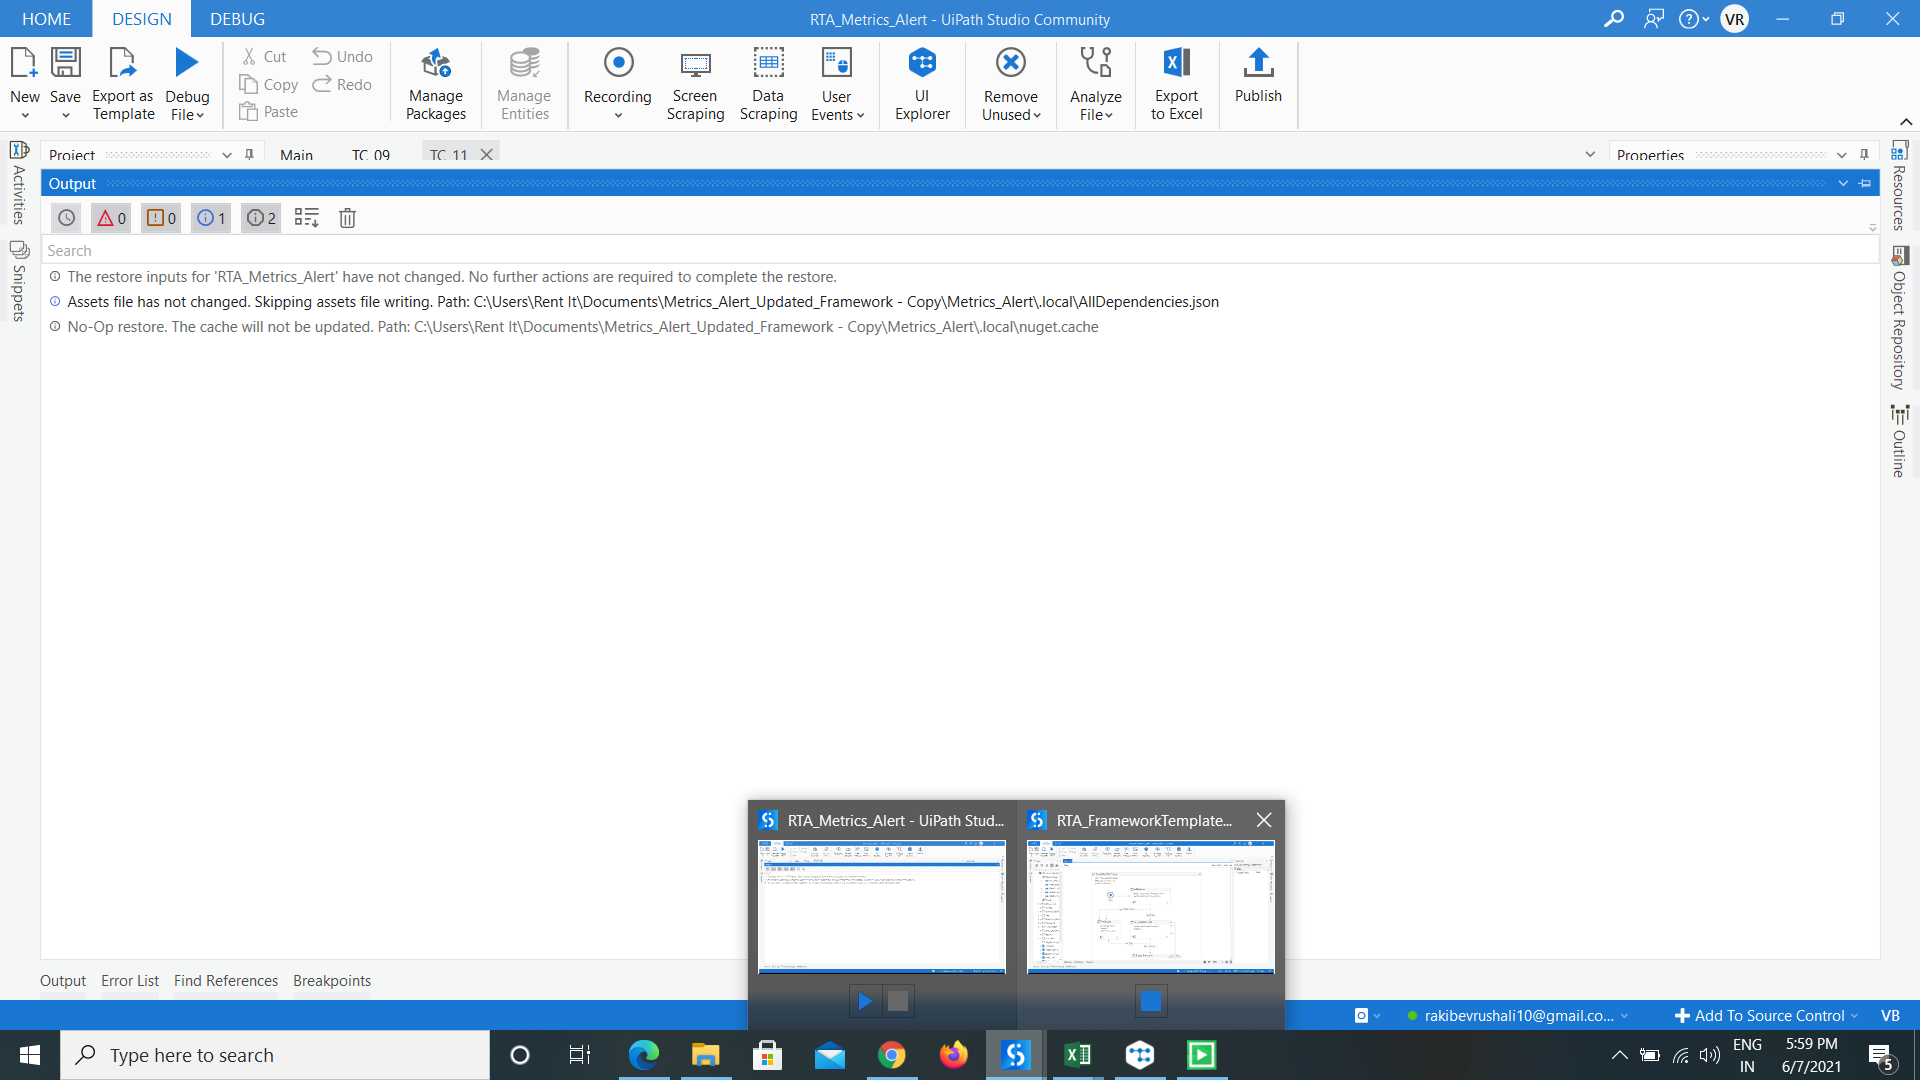 HOME DESIGN DEBUG RTA_Metrics_Alert - UiPath Studio Community VR
New Save Export as Template Debug File
Cut Copy Paste Undo Redo
Manage Packages Manage Entities Recording Screen Scraping Data Scraping User Events UI Explorer Remove Unused Analyze File Export to Excel Publish
Project Main TC_09 TC_11 Properties
Activities
Snippets
Resources
Object Repository
Outline
Output
0 0 1 2
Search
The restore inputs for 'RTA_Metrics_Alert' have not changed. No further actions are required to complete the restore.
Assets file has not changed. Skipping assets file writing. Path: C:\Users\Rent It\Documents\Metrics_Alert_Updated_Framework - Copy\Metrics_Alert\.local\AllDependencies.json
No-Op restore. The cache will not be updated. Path: C:\Users\Rent It\Documents\Metrics_Alert_Updated_Framework - Copy\Metrics_Alert\.local\nuget.cache
RTA_Metrics_Alert - UiPath Stud... RTA_FrameworkTemplate...
Output Error List Find References Breakpoints
rakibevrushali10@gmail.co... Add To Source Control VB
Type here to search
ENG
IN
5:59 PM
6/7/2021
5